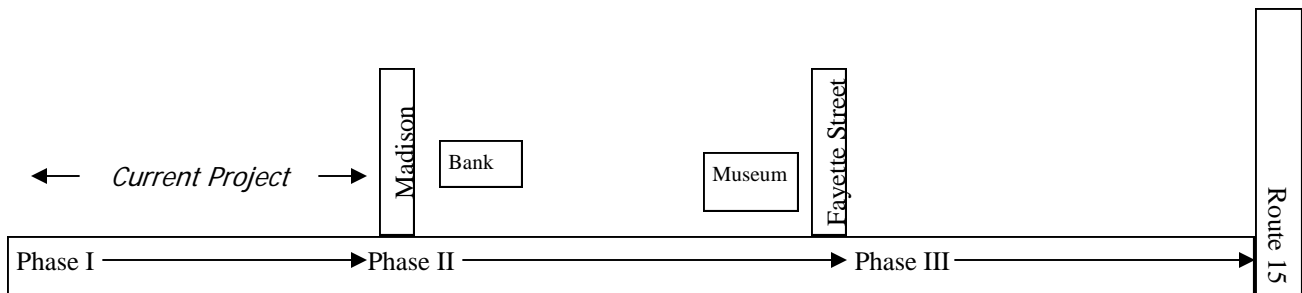 Madison
Bank
Museum
Fayette Street
Route 15
Current Project
Phase I
Phase II
Phase III